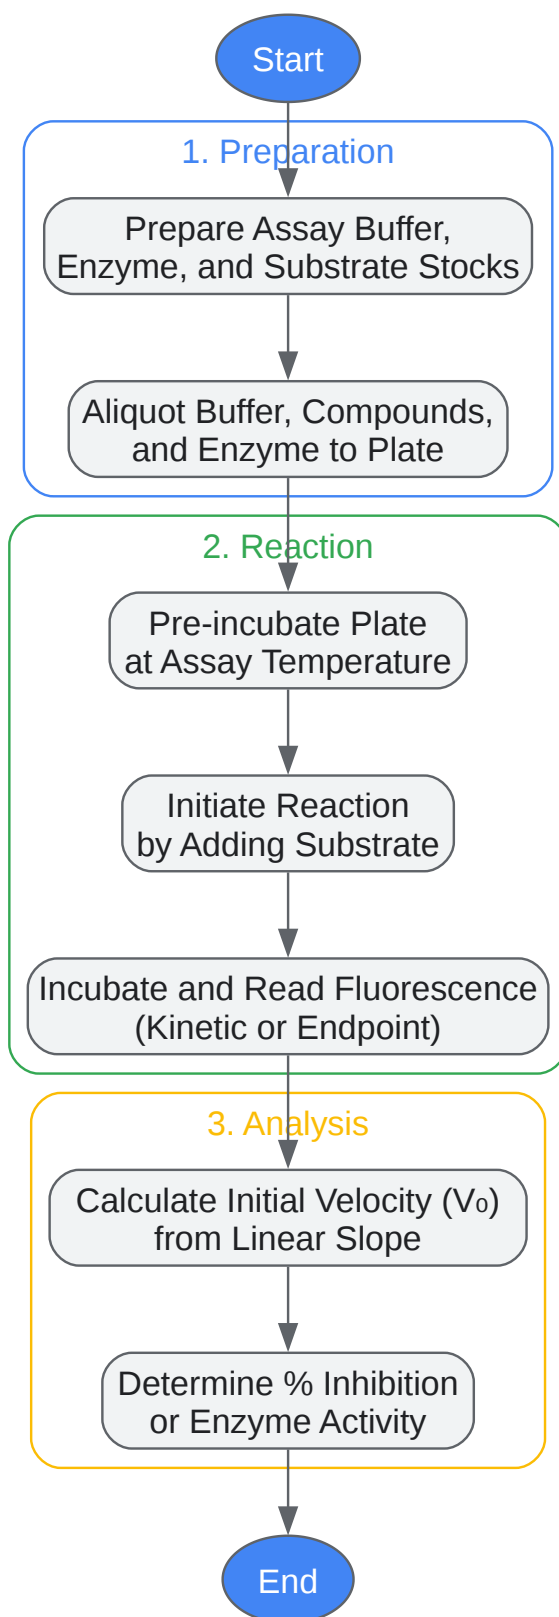 Start
1. Preparation
Prepare Assay Buffer,
Enzyme, and Substrate Stocks
Aliquot Buffer, Compounds,
and Enzyme to Plate
2. Reaction
Pre-incubate Plate
at Assay Temperature
Initiate Reaction
by Adding Substrate
Incubate and Read Fluorescence
(Kinetic or Endpoint)
3. Analysis
Calculate Initial Velocity (V₀)
from Linear Slope
Determine % Inhibition
or Enzyme Activity
End